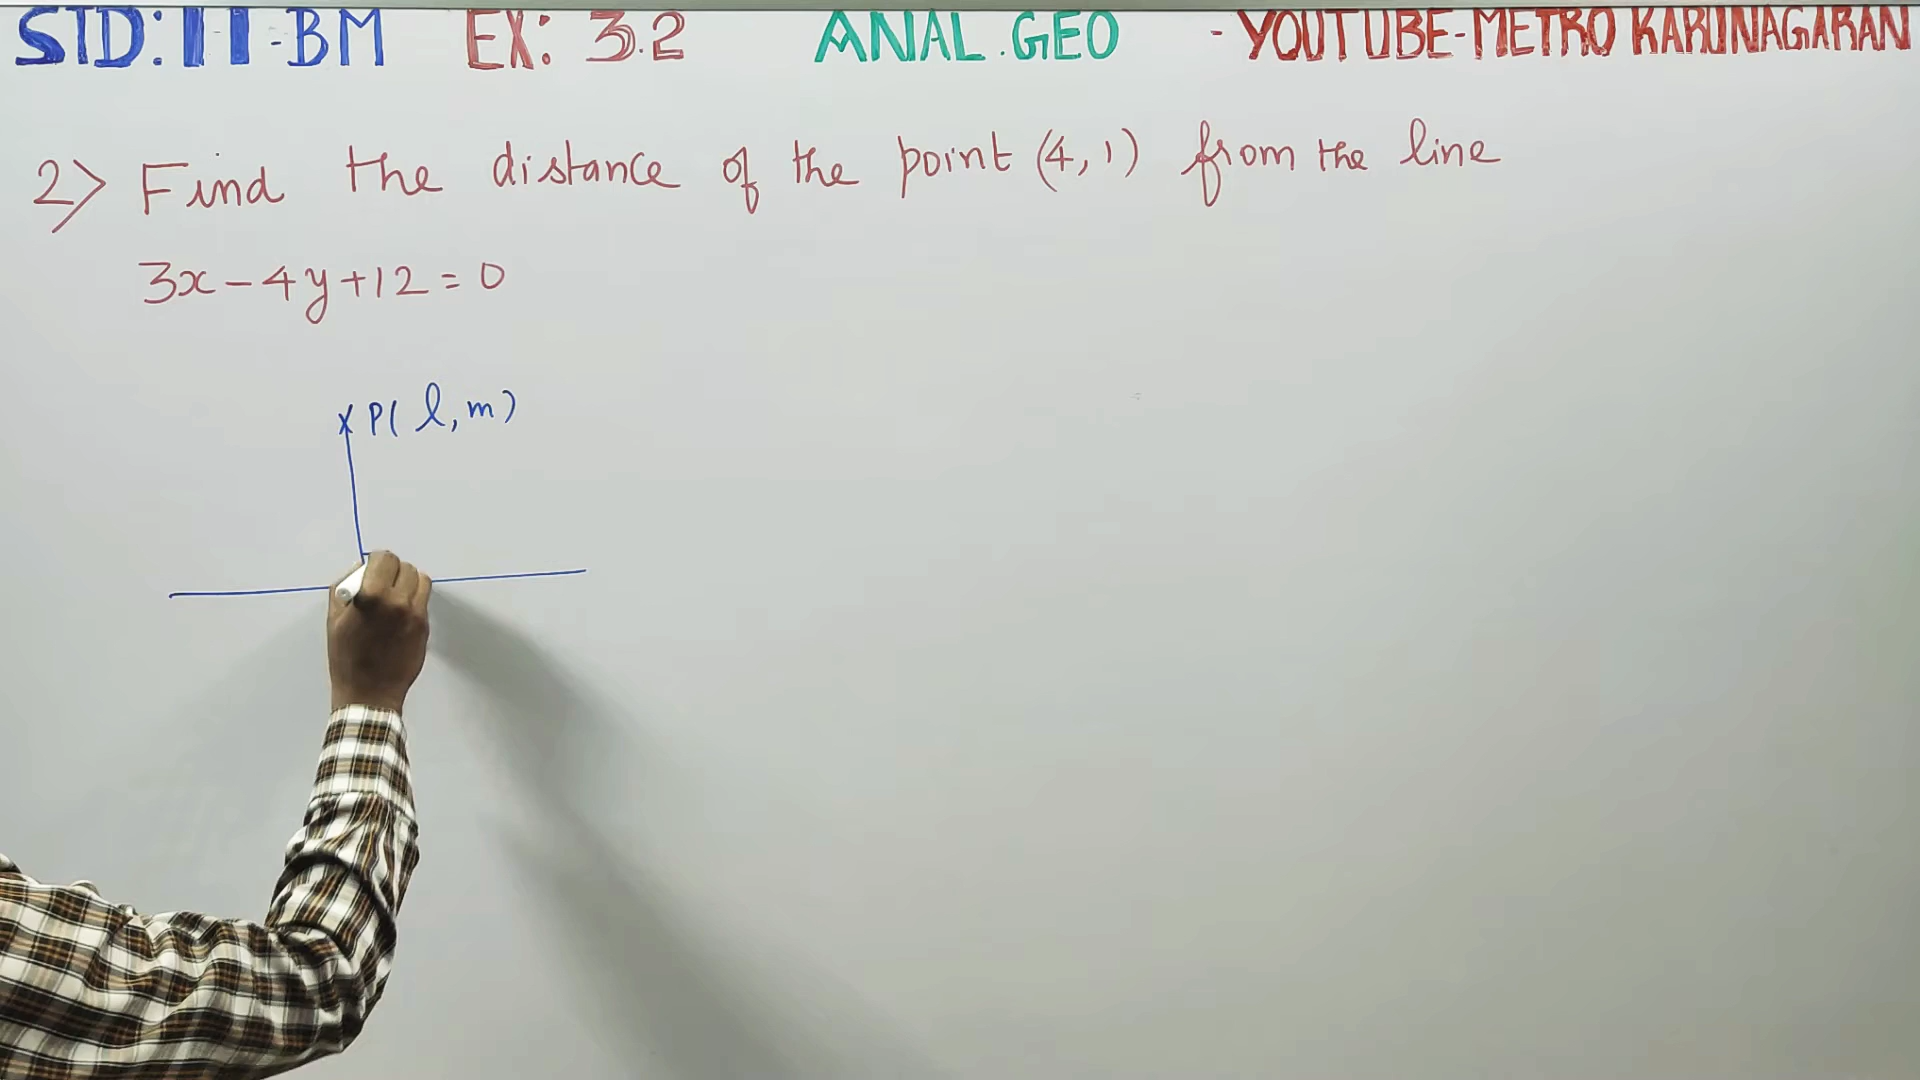 STD: 11-BM EX: 3.2 ANAL. GEO - YOUTUBE-METRO KARUNAGARAN
2> Find the distance of the point (4, 1) from the line
3x - 4y + 12 = 0
x P( l, m )